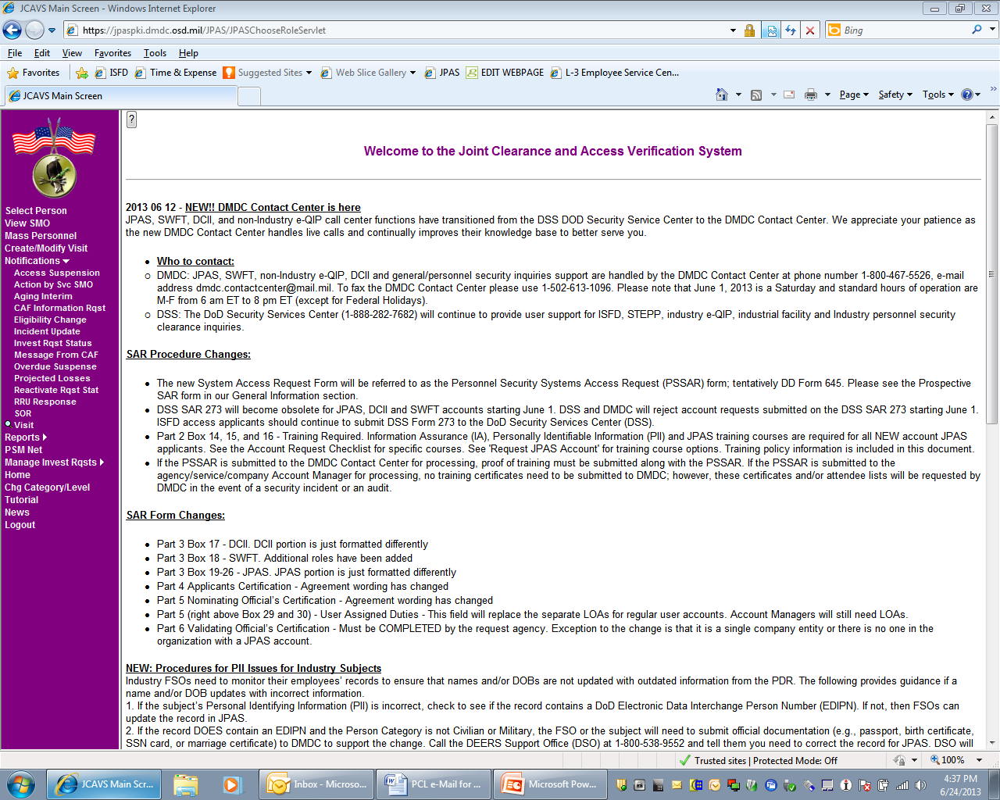 JCAVS Main Screen - Windows Internet Explorer
https://jpaspki.dmdc.osd.mil/JPAS/JPASChooseRoleServlet
Bing
File Edit View Favorites Tools Help
Favorites ISFD Time & Expense Suggested Sites Web Slice Gallery JPAS EDIT WEBPAGE L-3 Employee Service Cen...
JCAVS Main Screen
Page Safety Tools
Select Person
View SMO
Mass Personnel
Create/Modify Visit
Notifications
Access Suspension
Action by Svc SMO
Aging Interim
CAF Information Rqst
Eligibility Change
Incident Update
Invest Rqst Status
Message From CAF
Overdue Suspense
Projected Losses
Reactivate Rqst Stat
RRU Response
SOR
Visit
Reports
PSM Net
Manage Invest Rqsts
Home
Chg Category/Level
Tutorial
News
Logout
?
Welcome to the Joint Clearance and Access Verification System
2013 06 12 - NEW!! DMDC Contact Center is here
JPAS, SWFT, DCII, and non-Industry e-QIP call center functions have transitioned from the DSS DOD Security Service Center to the DMDC Contact Center. We appreciate your patience as
the new DMDC Contact Center handles live calls and continually improves their knowledge base to better serve you.
• Who to contact:
○ DMDC: JPAS, SWFT, non-Industry e-QIP, DCII and general/personnel security inquiries support are handled by the DMDC Contact Center at phone number 1-800-467-5526, e-mail
address dmdc.contactcenter@mail.mil. To fax the DMDC Contact Center please use 1-502-613-1096. Please note that June 1, 2013 is a Saturday and standard hours of operation are
M-F from 6 am ET to 8 pm ET (except for Federal Holidays).
○ DSS: The DoD Security Services Center (1-888-282-7682) will continue to provide user support for ISFD, STEPP, industry e-QIP, industrial facility and Industry personnel security
clearance inquiries.
SAR Procedure Changes:
• The new System Access Request Form will be referred to as the Personnel Security Systems Access Request (PSSAR) form; tentatively DD Form 645. Please see the Prospective
SAR form in our General Information section.
• DSS SAR 273 will become obsolete for JPAS, DCII and SWFT accounts starting June 1. DSS and DMDC will reject account requests submitted on the DSS SAR 273 starting June 1.
ISFD access applicants should continue to submit DSS Form 273 to the DoD Security Services Center (DSS).
• Part 2 Box 14, 15, and 16 - Training Required. Information Assurance (IA), Personally Identifiable Information (PII) and JPAS training courses are required for all NEW account JPAS
applicants. See the Account Request Checklist for specific courses. See 'Request JPAS Account' for training course options. Training policy information is included in this document.
• If the PSSAR is submitted to the DMDC Contact Center for processing, proof of training must be submitted along with the PSSAR. If the PSSAR is submitted to the
agency/service/company Account Manager for processing, no training certificates need to be submitted to DMDC; however, these certificates and/or attendee lists will be requested by
DMDC in the event of a security incident or an audit.
SAR Form Changes:
• Part 3 Box 17 - DCII. DCII portion is just formatted differently
• Part 3 Box 18 - SWFT. Additional roles have been added
• Part 3 Box 19-26 - JPAS. JPAS portion is just formatted differently
• Part 4 Applicants Certification - Agreement wording has changed
• Part 5 Nominating Official's Certification - Agreement wording has changed
• Part 5 (right above Box 29 and 30) - User Assigned Duties - This field will replace the separate LOAs for regular user accounts. Account Managers will still need LOAs.
• Part 6 Validating Official's Certification - Must be COMPLETED by the request agency. Exception to the change is that it is a single company entity or there is no one in the
organization with a JPAS account.
NEW: Procedures for PII Issues for Industry Subjects
Industry FSOs need to monitor their employees' records to ensure that names and/or DOBs are not updated with outdated information from the PDR. The following provides guidance if a
name and/or DOB updates with incorrect information.
1. If the subject's Personal Identifying Information (PII) is incorrect, check to see if the record contains a DoD Electronic Data Interchange Person Number (EDIPN). If not, then FSOs can
update the record in JPAS.
2. If the record DOES contain an EDIPN and the Person Category is not Civilian or Military, the FSO or the subject will need to submit official documentation (e.g., passport, birth certificate,
SSN card, or marriage certificate) to DMDC to support the change. Call the DEERS Support Office (DSO) at 1-800-538-9552 and tell them you need to correct the record for JPAS. DSO will
Trusted sites | Protected Mode: Off
100%
JCAVS Main Scr...
Inbox - Microso...
PCL e-Mail for ...
Microsoft Pow...
4:37 PM
6/24/2013